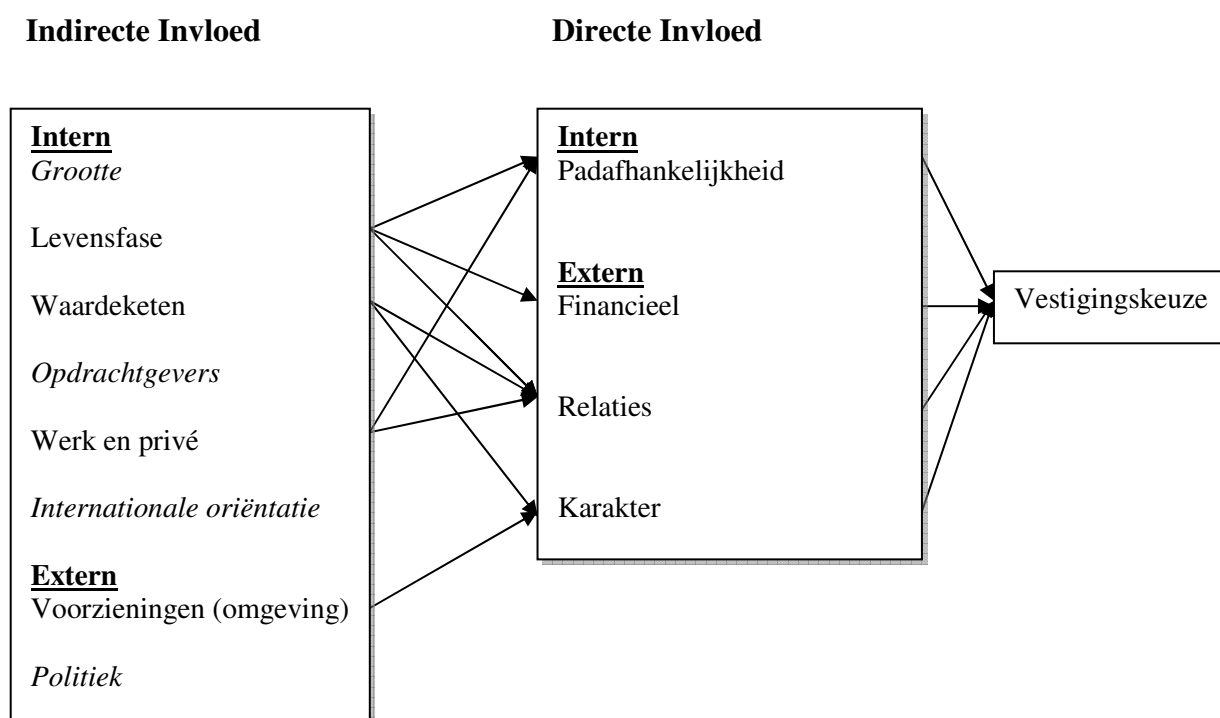 Indirecte Invloed
Directe Invloed
Intern
Grootte
Levensfase
Waardeketen
Opdrachtgevers
Werk en privé
Internationale oriëntatie
Extern
Voorzieningen (omgeving)
Politiek
Intern
Padafhankelijkheid
Extern
Financieel
Relaties
Karakter
Vestigingskeuze